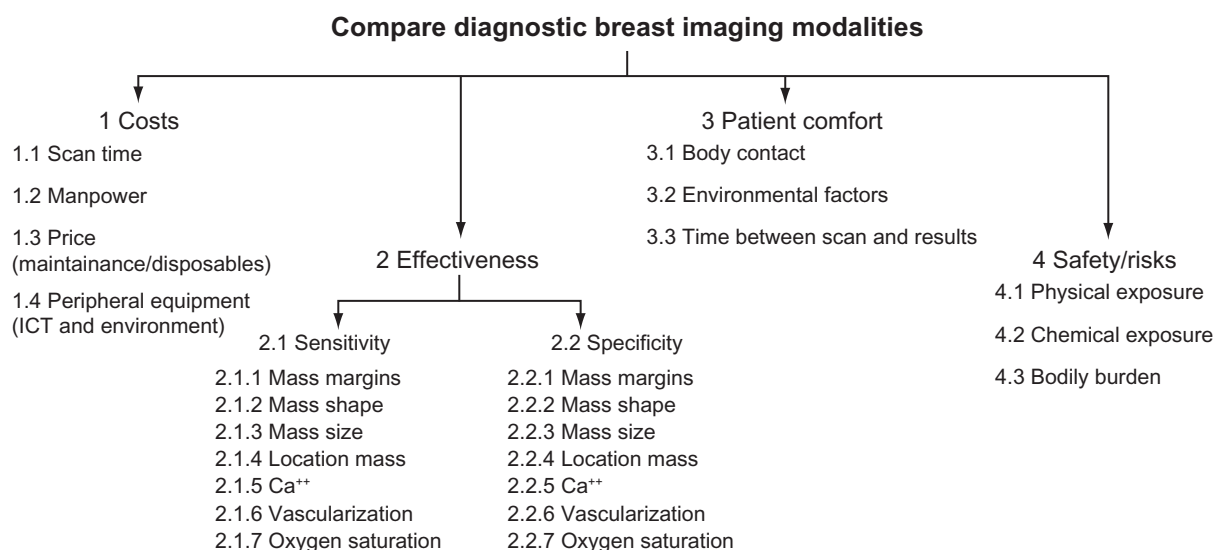 Compare diagnostic breast imaging modalities
1 Costs
1.1 Scan time
1.2 Manpower
1.3 Price
(maintainance/disposables)
1.4 Peripheral equipment
(ICT and environment)
2 Effectiveness
2.1 Sensitivity
2.1.1 Mass margins
2.1.2 Mass shape
2.1.3 Mass size
2.1.4 Location mass
2.1.5 Ca⁺⁺
2.1.6 Vascularization
2.1.7 Oxygen saturation
2.2 Specificity
2.2.1 Mass margins
2.2.2 Mass shape
2.2.3 Mass size
2.2.4 Location mass
2.2.5 Ca⁺⁺
2.2.6 Vascularization
2.2.7 Oxygen saturation
3 Patient comfort
3.1 Body contact
3.2 Environmental factors
3.3 Time between scan and results
4 Safety/risks
4.1 Physical exposure
4.2 Chemical exposure
4.3 Bodily burden